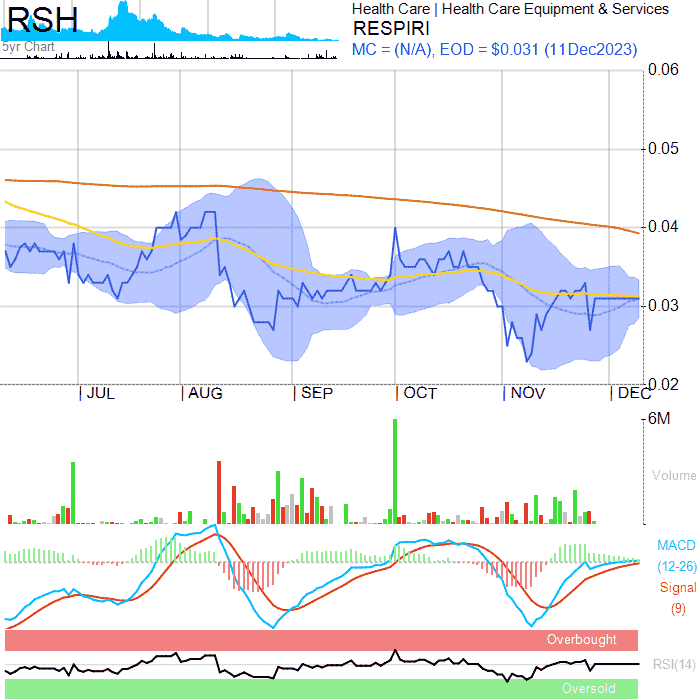 RSH
5yr Chart
Health Care | Health Care Equipment & Services
RESPIRI
MC = (N/A), EOD = $0.031 (11Dec2023)
0.06
0.05
0.04
0.03
0.02
| JUL | AUG | SEP | OCT | NOV | DEC
6M
Volume
MACD
(12-26)
Signal
(9)
Overbought
RSI(14)
Oversold